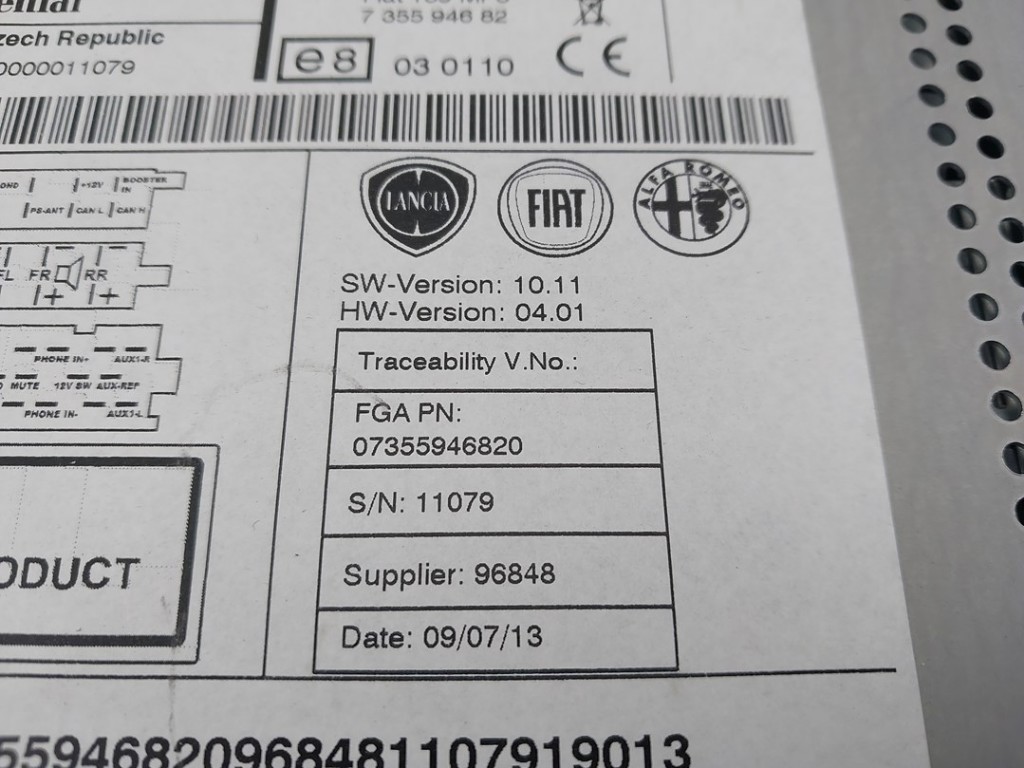 zech Republic
0000011079
7 355 946 82
e8
03 0110
CE
OND +12V BOOSTER IN
PS-ANT CAN L CAN H
FL FR RR
PHONE IN+ AUX1-R
MUTE 12V SW AUX-REF
PHONE IN- AUX1-L
ODUCT
LANCIA
FIAT
ALFA ROMEO
SW-Version: 10.11
HW-Version: 04.01
Traceability V.No.:
FGA PN:
07355946820
S/N: 11079
Supplier: 96848
Date: 09/07/13
55946820968481107919013